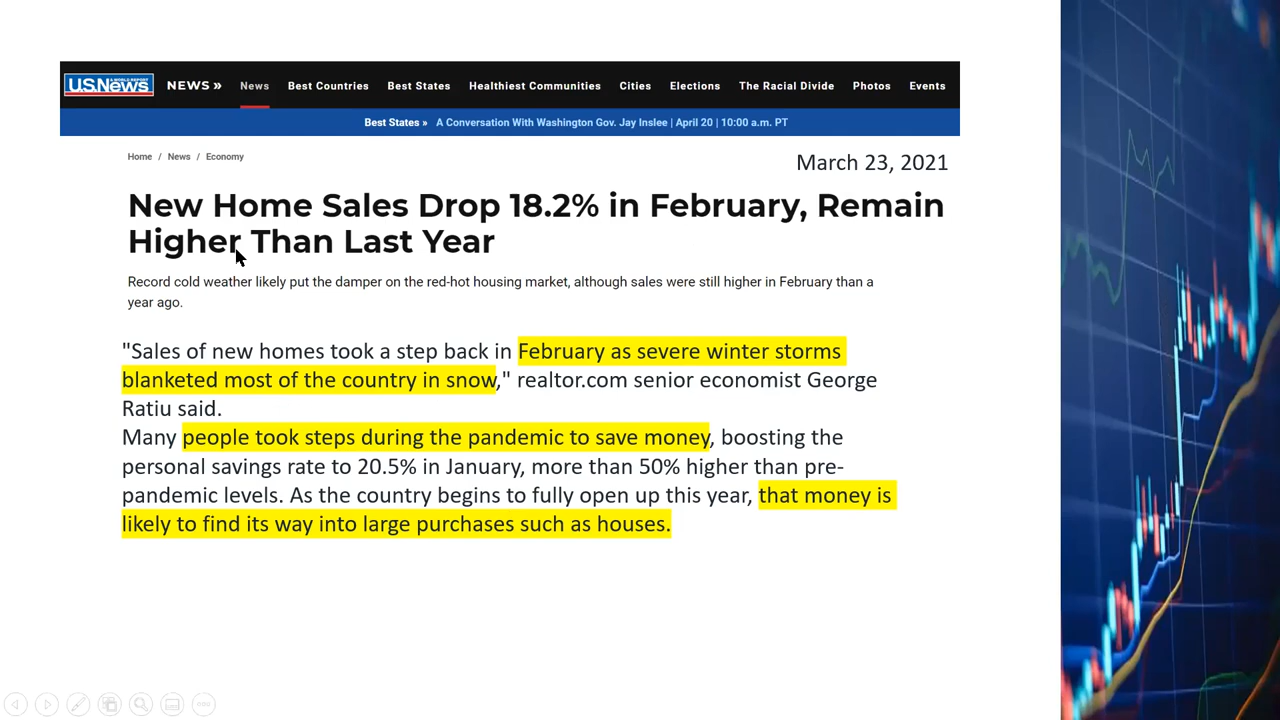 U.S.News
A WORLD REPORT
NEWS » News Best Countries Best States Healthiest Communities Cities Elections The Racial Divide Photos Events
Best States » A Conversation With Washington Gov. Jay Inslee | April 20 | 10:00 a.m. PT
Home / News / Economy
March 23, 2021
New Home Sales Drop 18.2% in February, Remain
Higher Than Last Year
Record cold weather likely put the damper on the red-hot housing market, although sales were still higher in February than a
year ago.
"Sales of new homes took a step back in February as severe winter storms
blanketed most of the country in snow," realtor.com senior economist George
Ratiu said.
Many people took steps during the pandemic to save money, boosting the
personal savings rate to 20.5% in January, more than 50% higher than pre-
pandemic levels. As the country begins to fully open up this year, that money is
likely to find its way into large purchases such as houses.